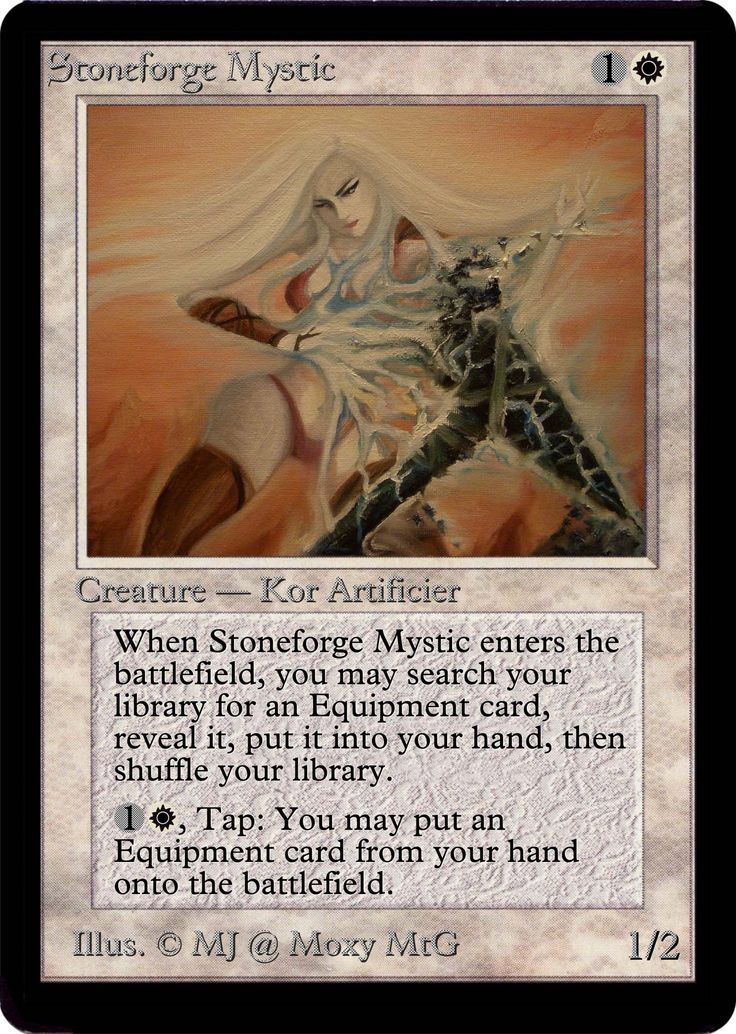 Stoneforge Mystic 1
Creature — Kor Artificier
When Stoneforge Mystic enters the
battlefield, you may search your
library for an Equipment card,
reveal it, put it into your hand, then
shuffle your library.
1 , Tap: You may put an
Equipment card from your hand
onto the battlefield.
Illus. © MJ @ Moxy MtG 1/2